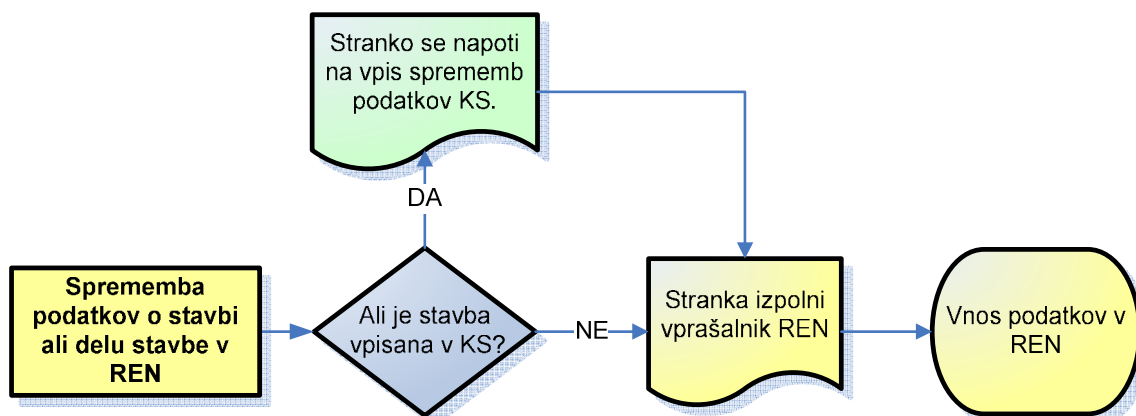 Stranko se napoti
na vpis sprememb
podatkov KS.
DA
Sprememba
podatkov o stavbi
ali delu stavbe v
REN
Ali je stavba
vpisana v KS?
NE
Stranka izpolni
vprašalnik REN
Vnos podatkov v
REN